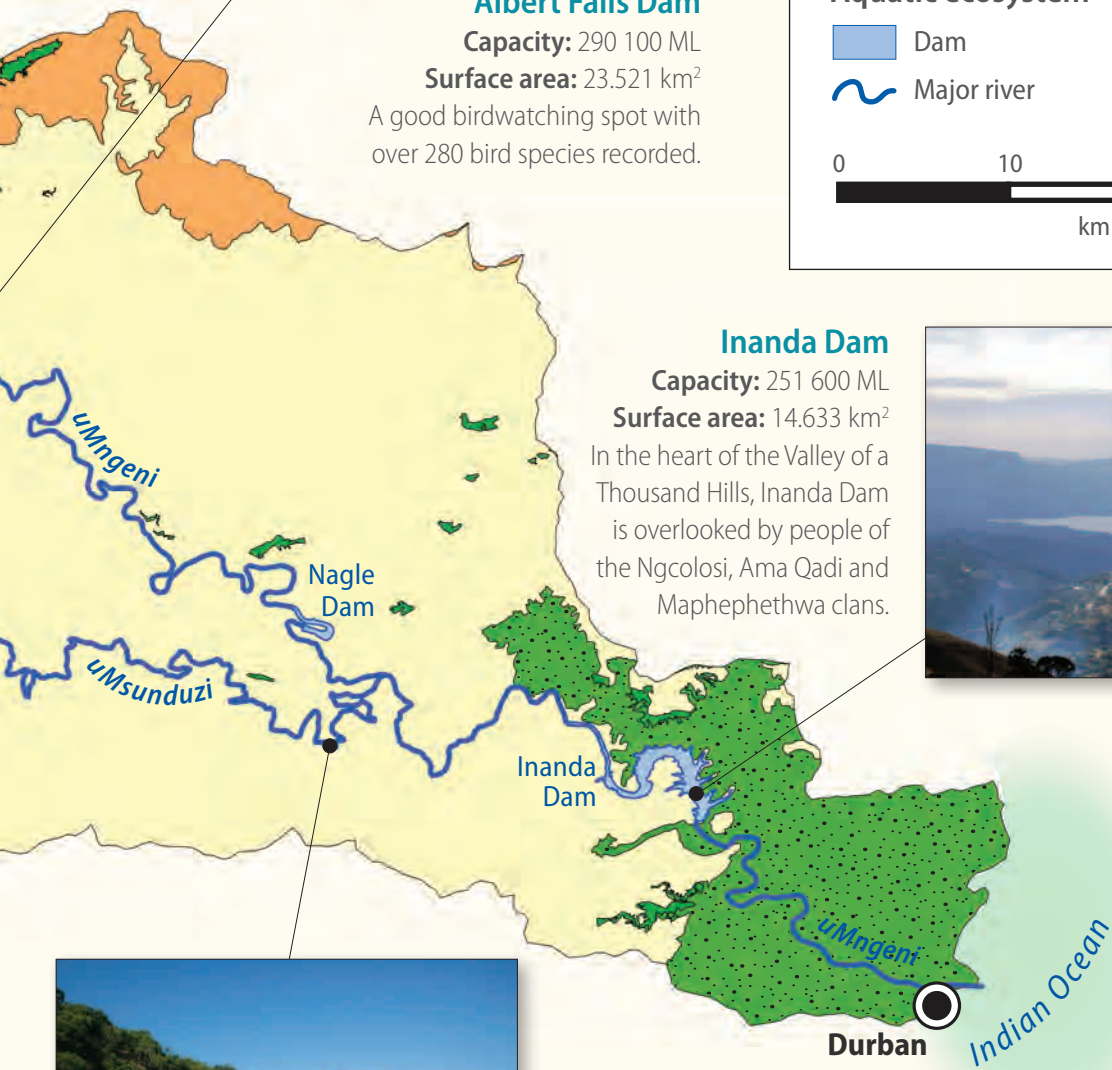 Albert Falls Dam
Capacity: 290 100 ML
Surface area: 23.521 km²
A good birdwatching spot with
over 280 bird species recorded.
Aquatic ecosystem
Dam
Major river
0 10
km
Inanda Dam
Capacity: 251 600 ML
Surface area: 14.633 km²
In the heart of the Valley of a
Thousand Hills, Inanda Dam
is overlooked by people of
the Ngcolosi, Ama Qadi and
Maphephethwa clans.
uMngeni
Nagle
Dam
uMsunduzi
Inanda
Dam
uMngeni
Durban
Indian Ocean